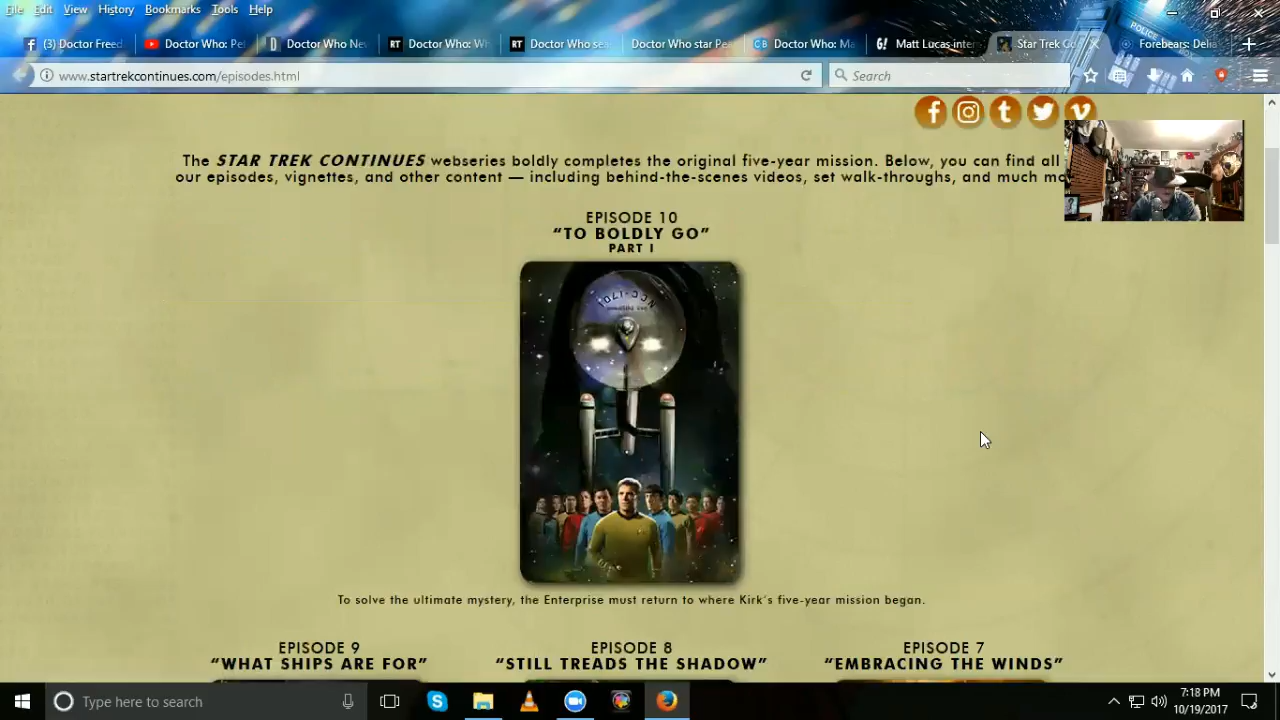 File Edit View History Bookmarks Tools Help
(3) Doctor Freed
Doctor Who: Pe
Doctor Who Nev
Doctor Who: W
Doctor Who se
Doctor Who star Pea
Doctor Who: Ma
Matt Lucas inter
Star Trek Co
Forebears: Delia
POLICE
www.startrekcontinues.com/episodes.html
Search
The STAR TREK CONTINUES webseries boldly completes the original five-year mission. Below, you can find all
our episodes, vignettes, and other content — including behind-the-scenes videos, set walk-throughs, and much mo
EPISODE 10
“TO BOLDLY GO”
PART I
NCC-1701
To solve the ultimate mystery, the Enterprise must return to where Kirk's five-year mission began.
EPISODE 9 EPISODE 8 EPISODE 7
“WHAT SHIPS ARE FOR” “STILL TREADS THE SHADOW” “EMBRACING THE WINDS”
Type here to search
7:18 PM
10/19/2017